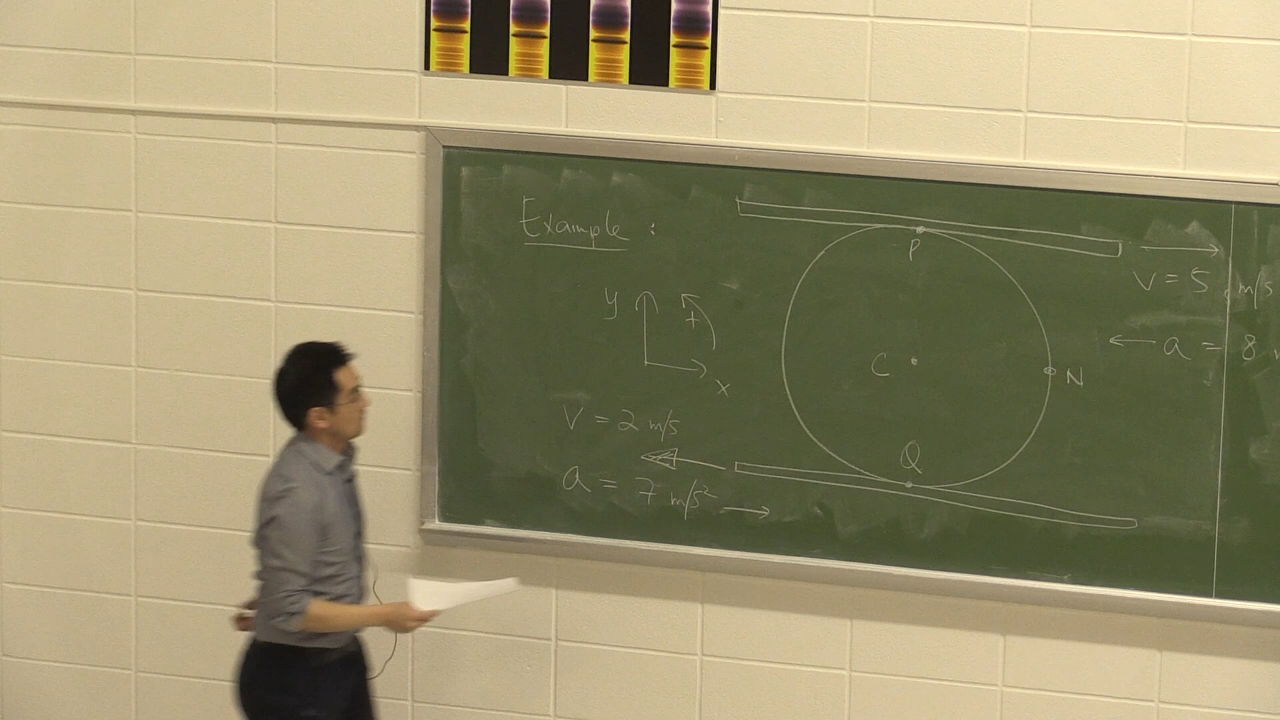 Example :
P
V = 5 m/s
y
+
x
a = 8
C
N
V = 2 m/s
Q
a = 7 m/s²